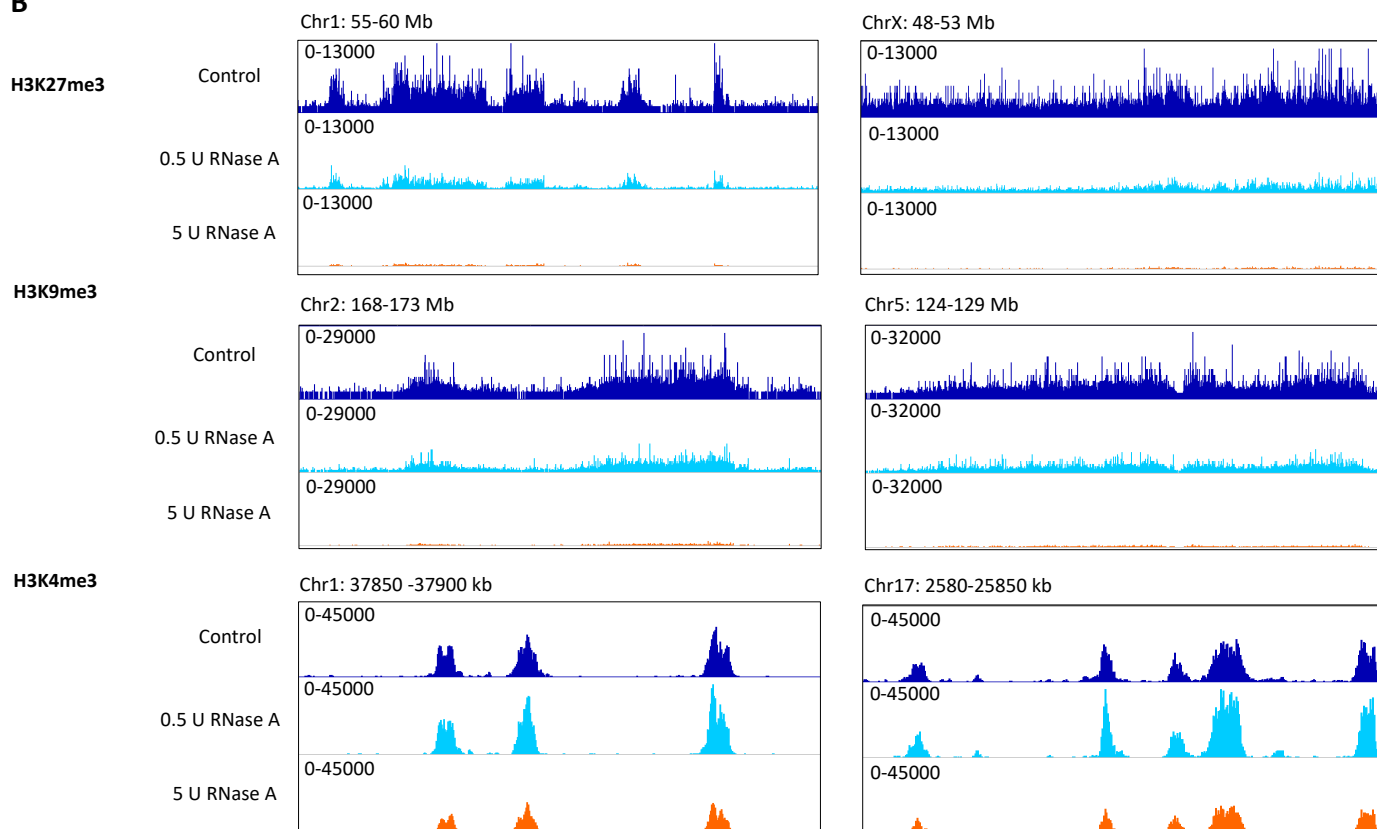 B
Chr1: 55-60 Mb
ChrX: 48-53 Mb
H3K27me3
Control
0-13000
0-13000
0.5 U RNase A
0-13000
0-13000
5 U RNase A
0-13000
0-13000
H3K9me3
Chr2: 168-173 Mb
Chr5: 124-129 Mb
Control
0-29000
0-32000
0.5 U RNase A
0-29000
0-32000
5 U RNase A
0-29000
0-32000
H3K4me3
Chr1: 37850 -37900 kb
Chr17: 2580-25850 kb
Control
0-45000
0-45000
0.5 U RNase A
0-45000
0-45000
5 U RNase A
0-45000
0-45000